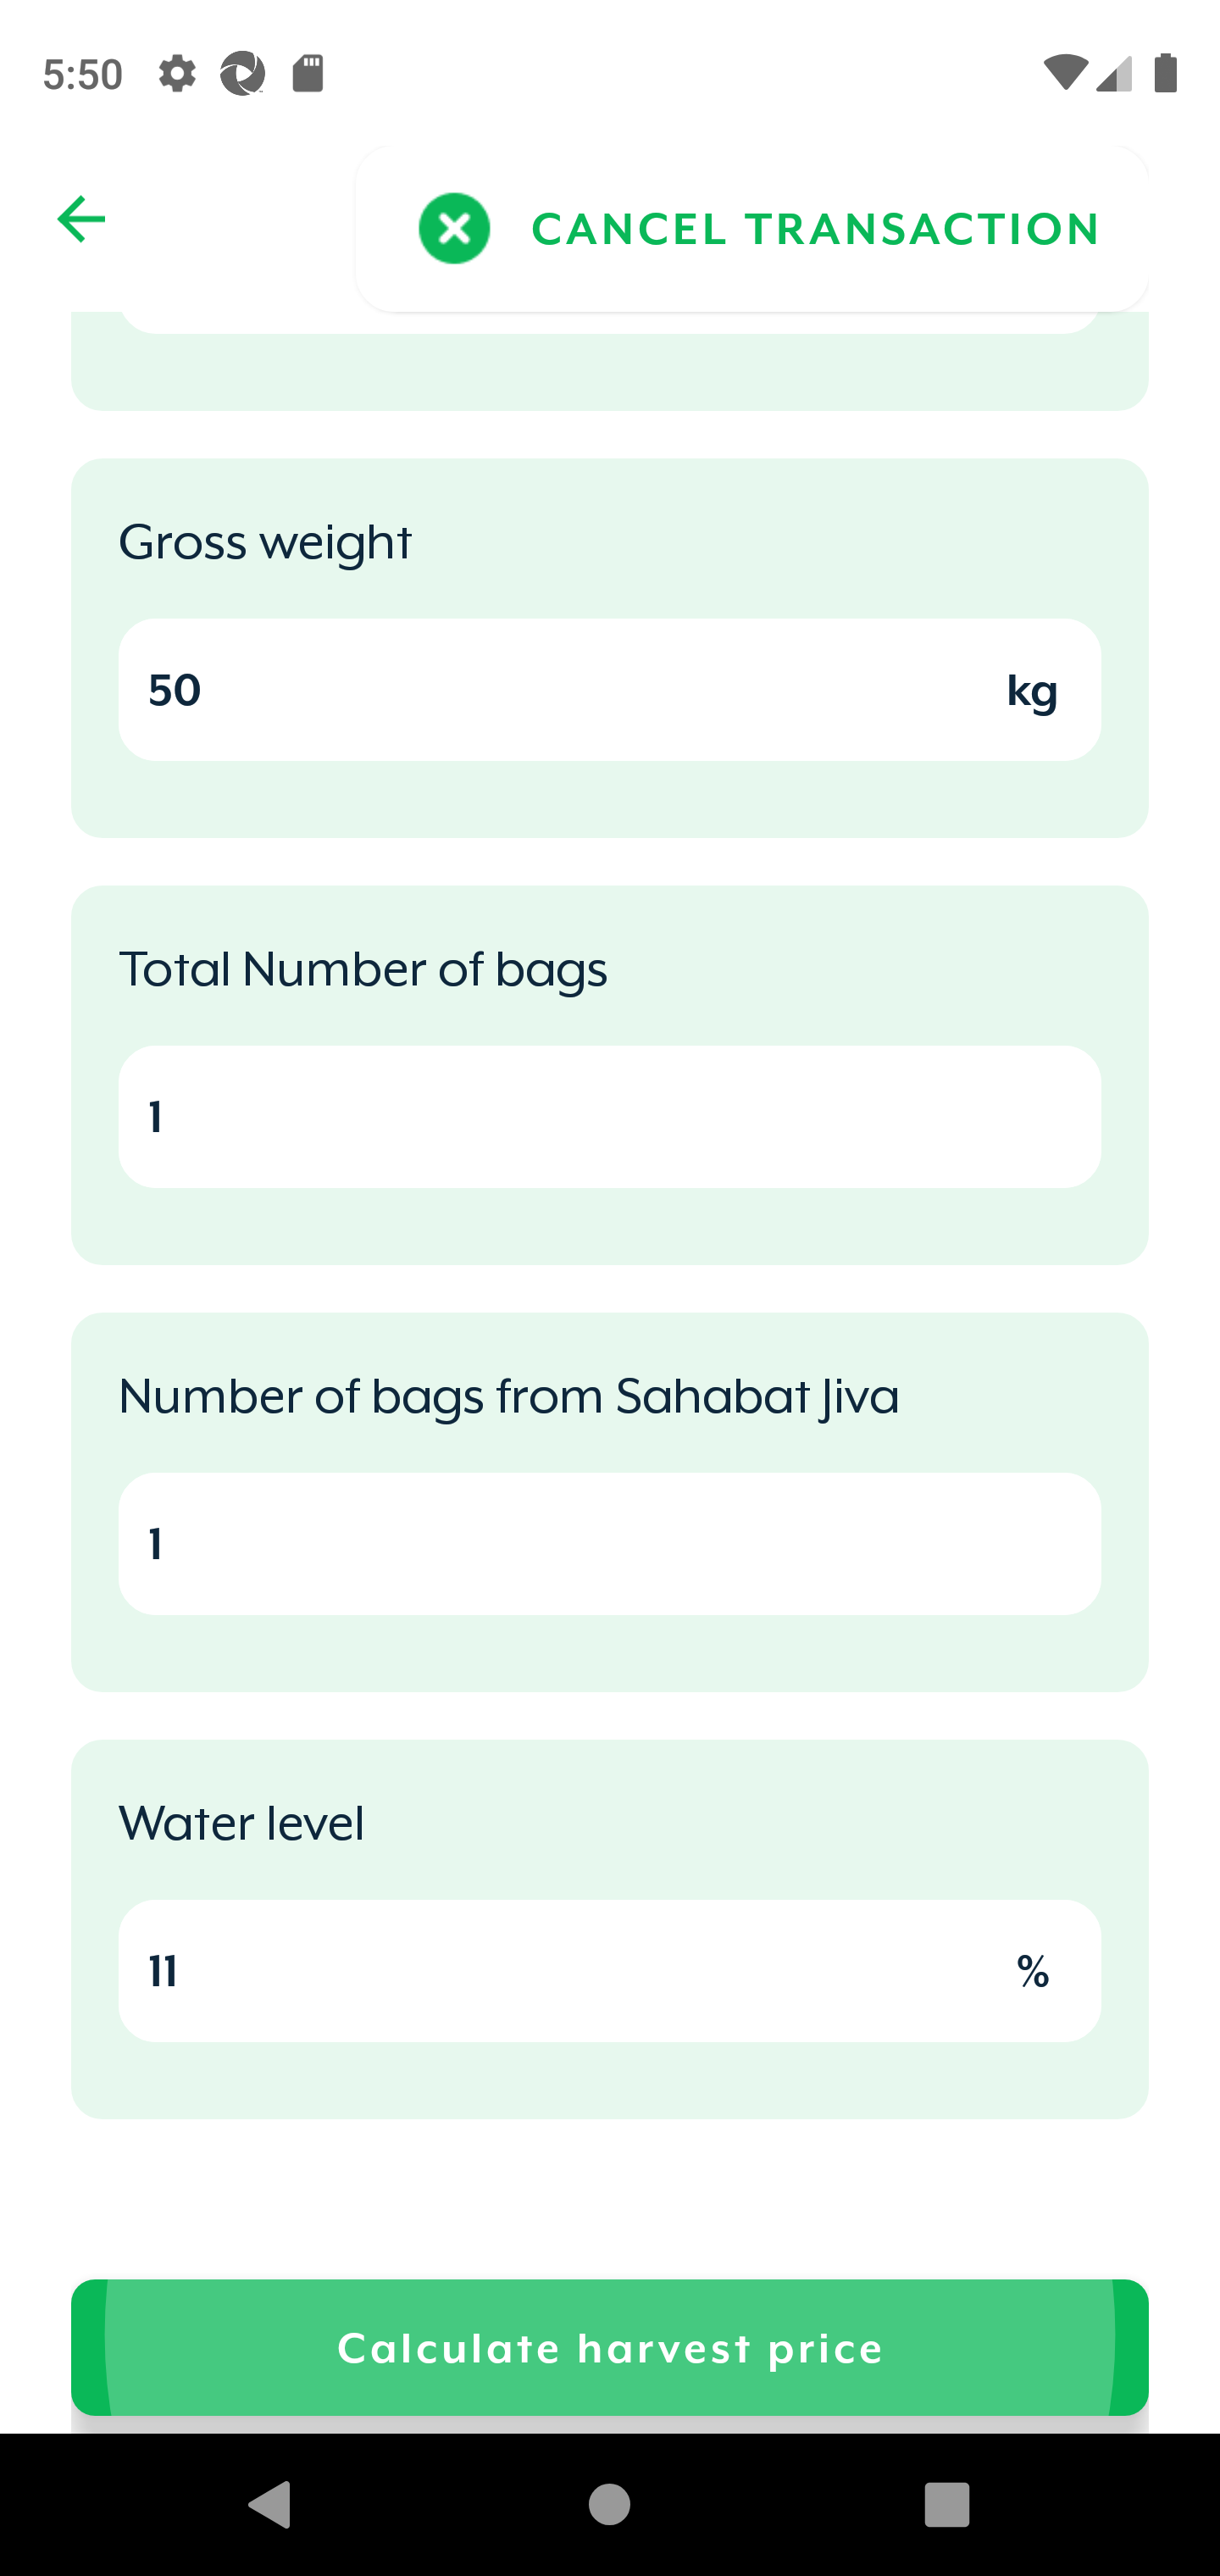 5:50
CANCEL TRANSACTION
Gross weight
50 kg
Total Number of bags
1
Number of bags from Sahabat Jiva
1
Water level
11 %
Calculate harvest price